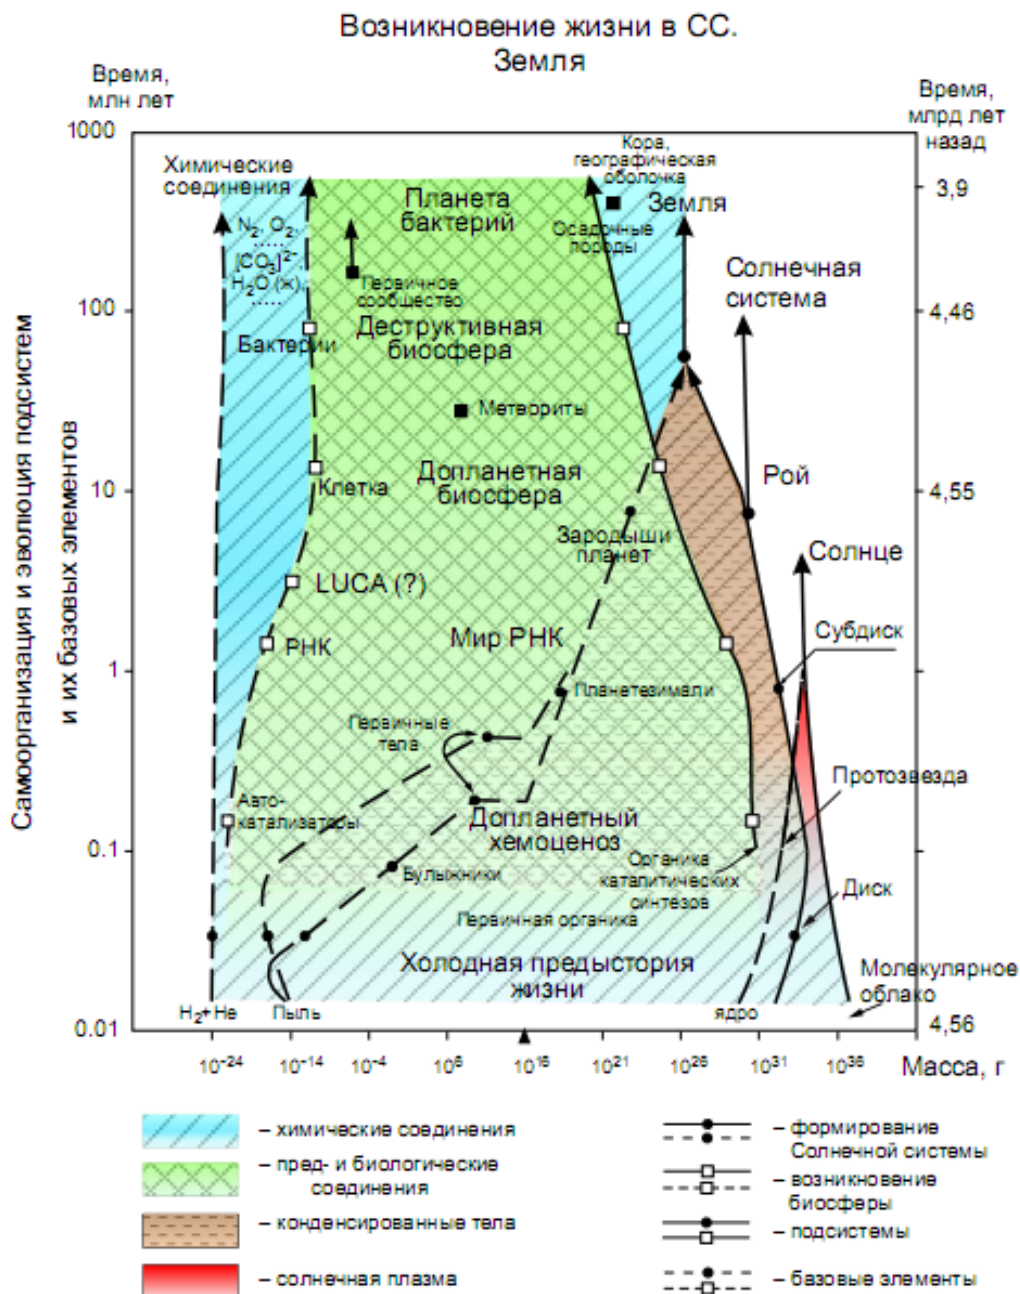 Возникновение жизни в СС.
Земля
Время,
млн лет
Время,
млрд лет
назад
1000
100
10
1
0.1
0.01
3,9
4,46
4,55
4,56
Самоорганизация и эволюция подсистем
и их базовых элементов
Химические
соединения
N₂, O₂,
.....
[CO₃]²⁻
H₂O (ж),
.....
Планета
бактерий
Кора,
географическая
оболочка
Земля
Осадочные
породы
Первичное
сообщество
Солнечная
система
Бактерии
Деструктивная
биосфера
Метвориты
Клетка
Допланетная
биосфера
Рой
Зародыши
планет
Солнце
LUCA (?)
РНК
Мир РНК
Субдиск
Планетезимали
Первичные
тела
Протозвезда
Авто-
катализаторы
Допланетный
хемоценоз
Булыжники
Органика
каталитических
синтезов
Диск
Первичная органика
Холодная предыстория
жизни
Молекулярное
облако
H₂+He
Пыль
ядро
10⁻²⁴
10⁻¹⁴
10⁻⁴
10⁶
10¹⁶
10²¹
10²⁶
10³¹
10³⁶
Масса, г
– химические соединения
– пред- и биологические
соединения
– конденсированные тела
– солнечная плазма
– формирование
Солнечной системы
– возникновение
биосферы
– подсистемы
– базовые элементы